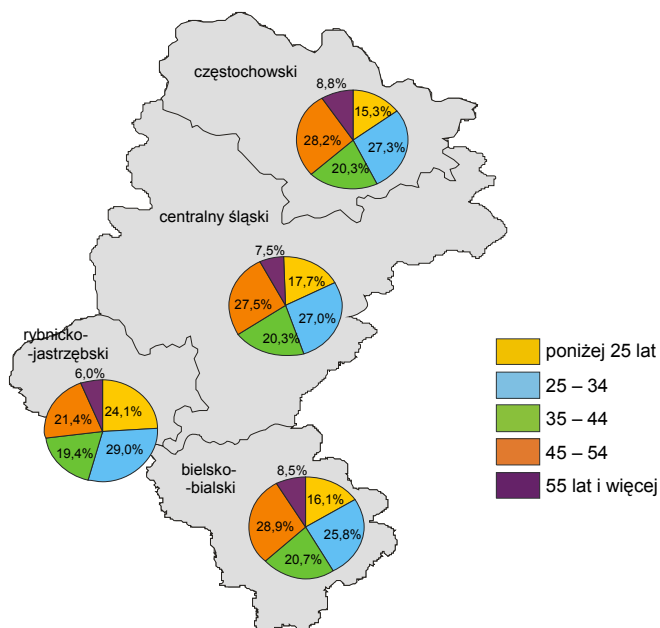 częstochowski
8,8%
15,3%
28,2%
27,3%
20,3%
centralny śląski
7,5%
17,7%
27,5%
27,0%
20,3%
rybnicko-
-jastrzębski
6,0%
24,1%
21,4%
19,4%
29,0%
bielsko-
-bialski
8,5%
16,1%
28,9%
25,8%
20,7%
poniżej 25 lat
25 – 34
35 – 44
45 – 54
55 lat i więcej